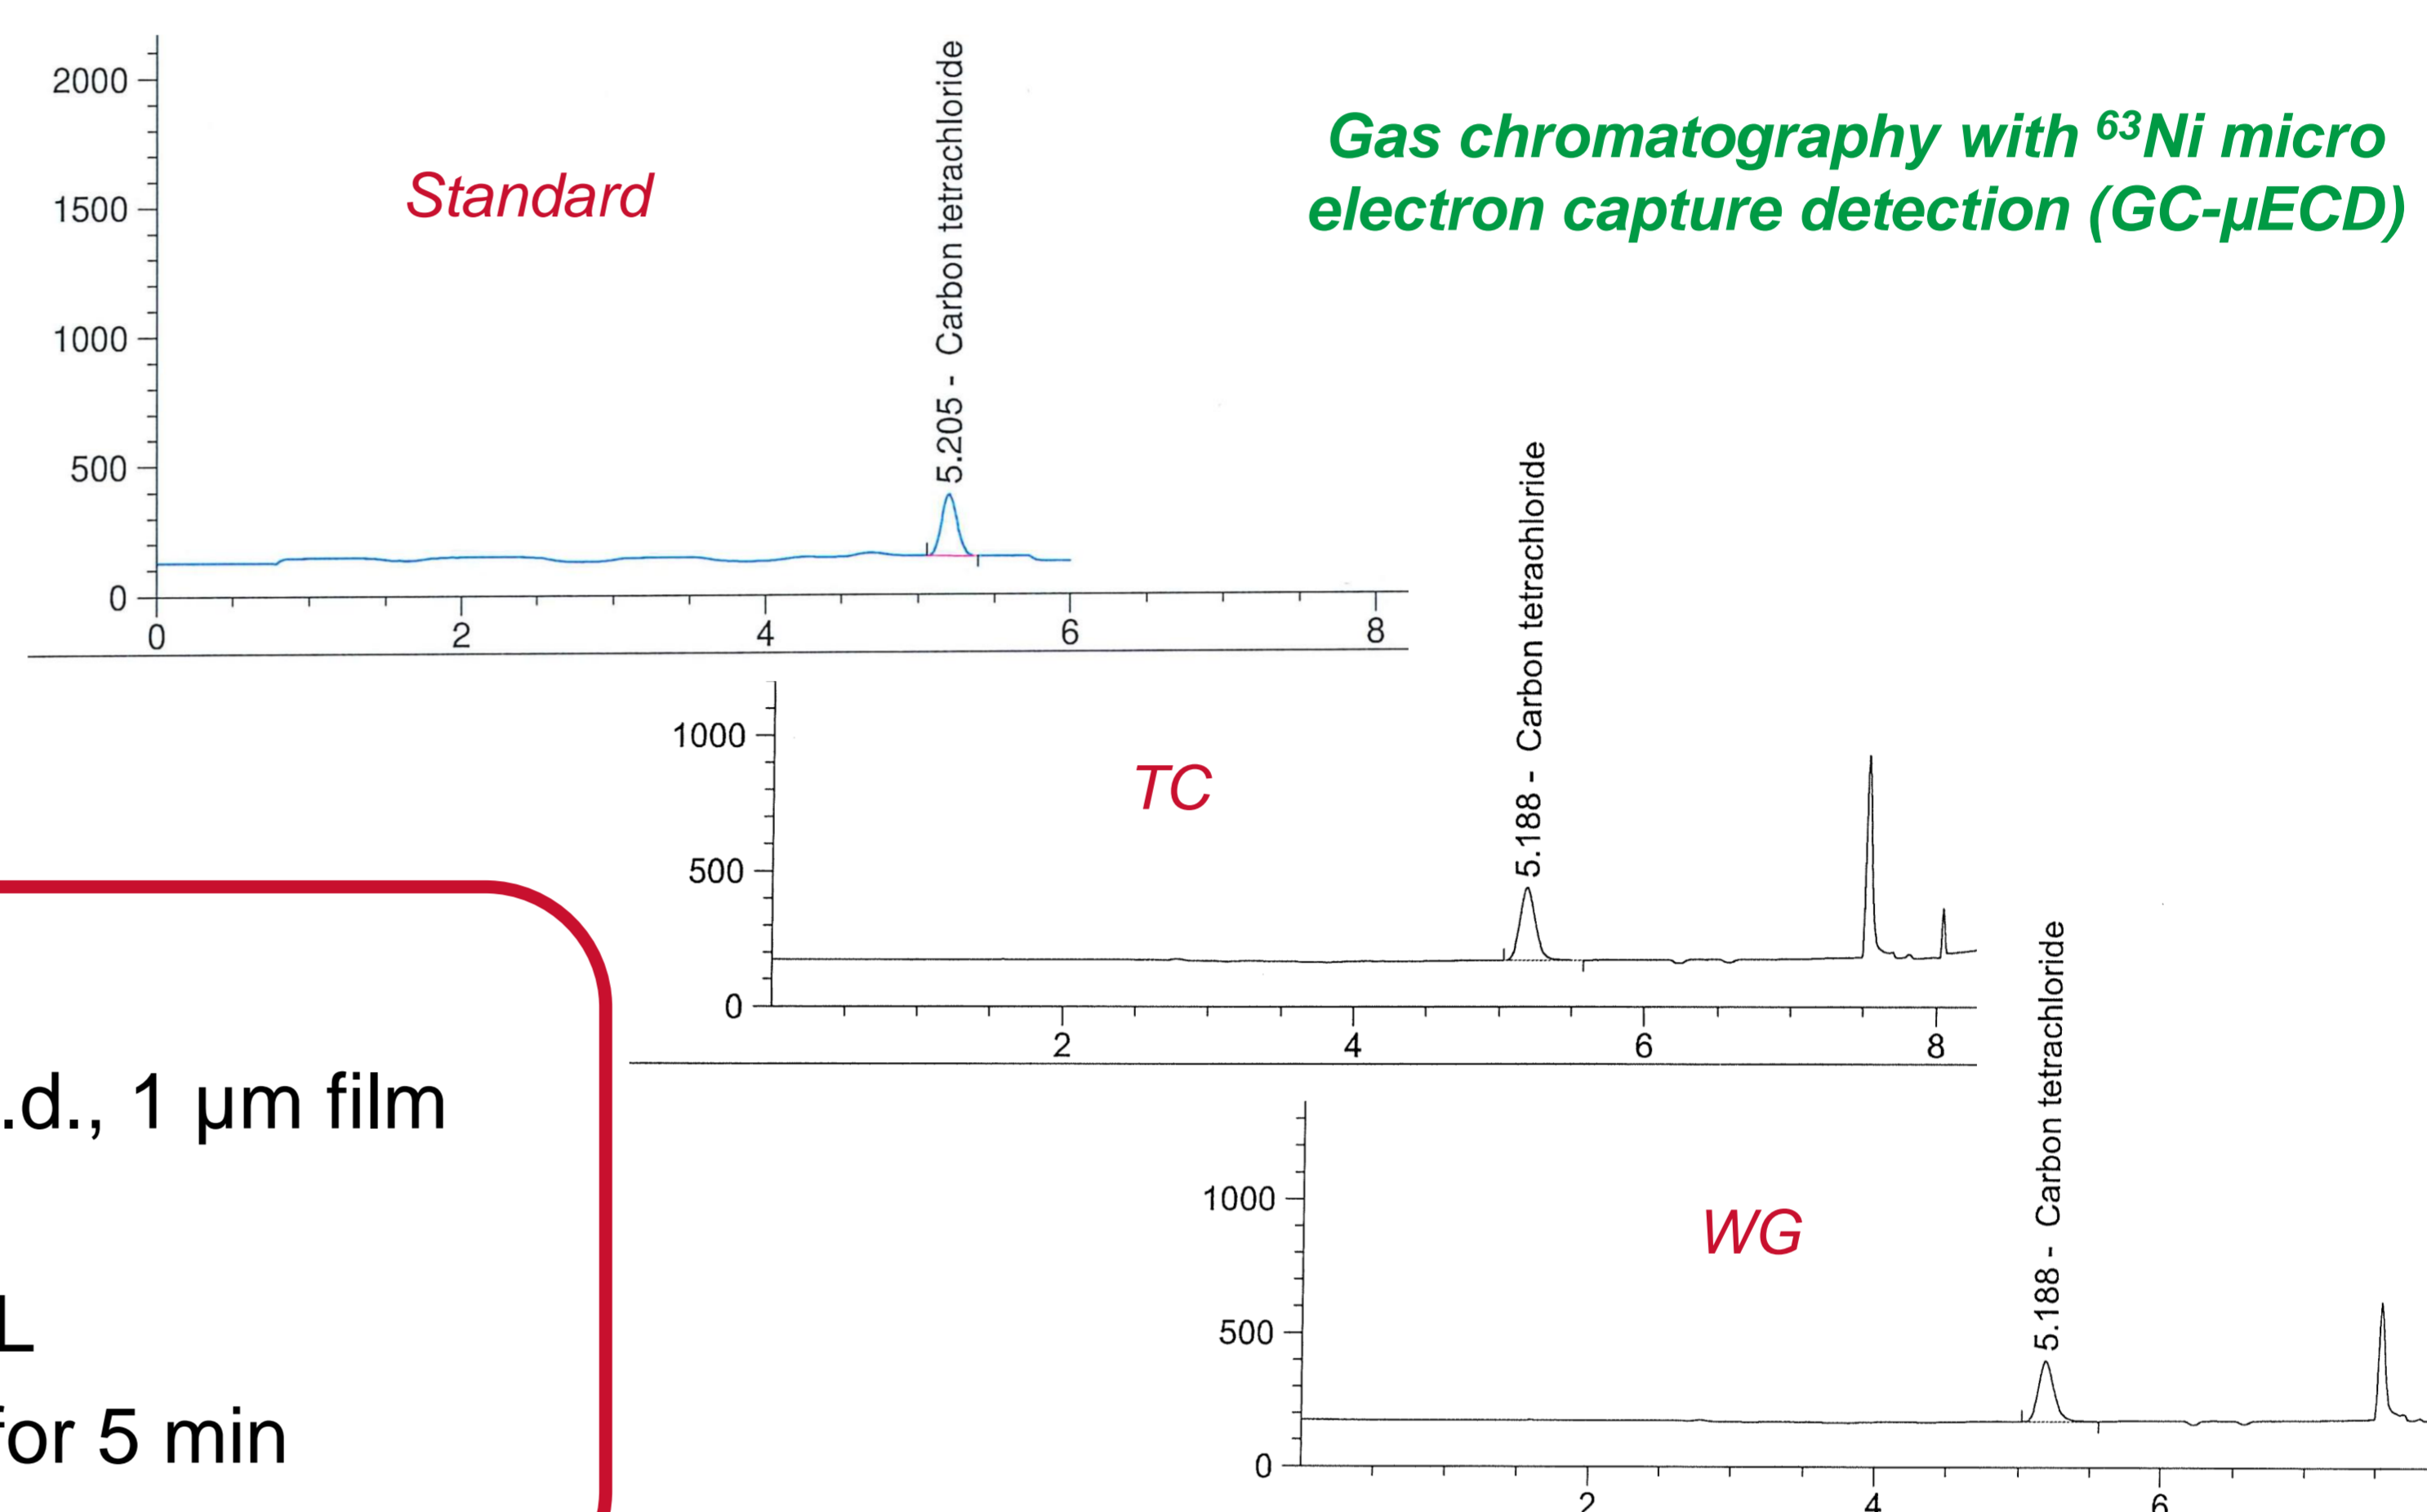 Gas chromatography with ⁶³Ni micro
electron capture detection (GC-µECD)
Standard
2000
1500
1000
500
0
0 2 4 6 8
5.205 - Carbon tetrachloride
TC
1000
500
0
2 4 6 8
5.188 - Carbon tetrachloride
WG
1000
500
0
2 4 6
5.188 - Carbon tetrachloride
.d., 1 µm film
L
for 5 min